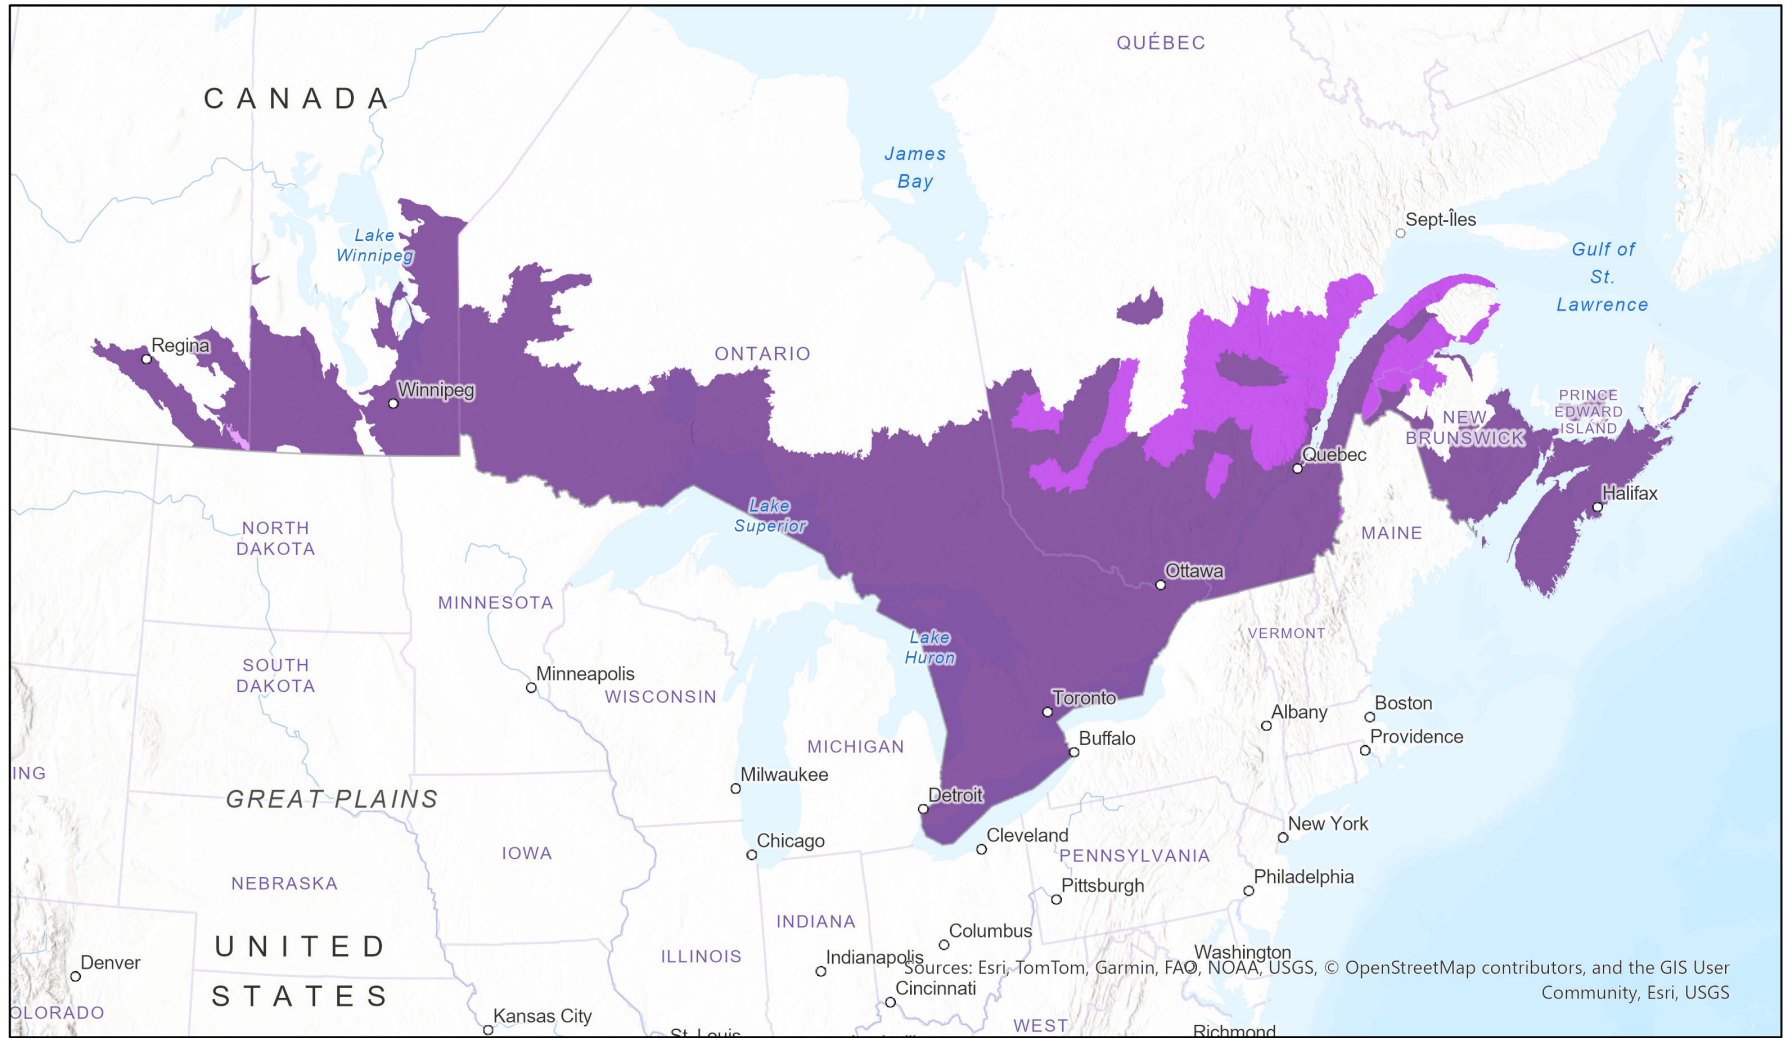 QUÉBEC
CANADA
James
Bay
Sept-Îles
Lake
Winnipeg
Gulf of
St.
Lawrence
Regina
ONTARIO
Winnipeg
PRINCE
EDWARD
ISLAND
NEW
BRUNSWICK
Quebec
Halifax
Lake
Superior
NORTH
DAKOTA
MAINE
Ottawa
MINNESOTA
VERMONT
Lake
Huron
SOUTH
DAKOTA
Minneapolis
WISCONSIN
Toronto
Boston
Albany
Providence
Buffalo
MICHIGAN
ING
Milwaukee
GREAT PLAINS
Detroit
New York
Cleveland
Chicago
IOWA
PENNSYLVANIA
NEBRASKA
Pittsburgh
Philadelphia
INDIANA
Columbus
UNITED
STATES
ILLINOIS
Washington
Denver
Indianapolis
Sources: Esri, TomTom, Garmin, FAO, NOAA, USGS, © OpenStreetMap contributors, and the GIS User
Community, Esri, USGS
Cincinnati
OLORADO
Kansas City
WEST
St. Louis
Richmond